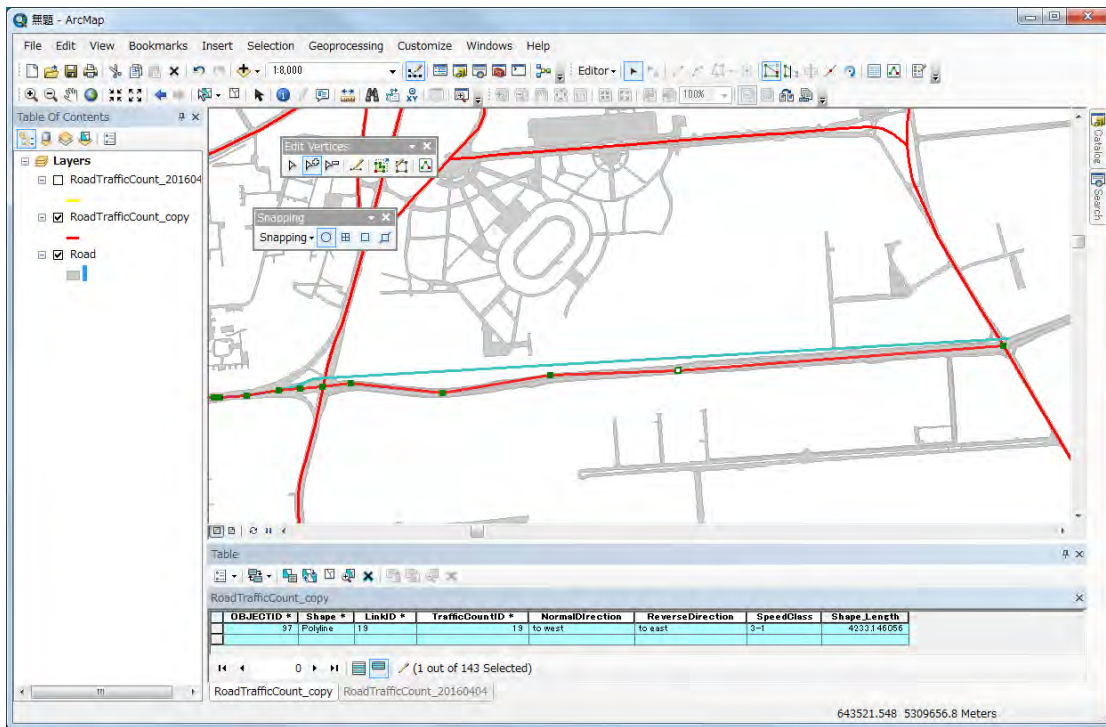 無題 - ArcMap
File Edit View Bookmarks Insert Selection Geoprocessing Customize Windows Help
1:8,000
Editor
100%
Table Of Contents
Layers
RoadTrafficCount_201604
RoadTrafficCount_copy
Road
Edit Vertices
Snapping
Snapping
Catalog
Search
Table
RoadTrafficCount_copy
OBJECTID * Shape * LinkID * TrafficCountID * NormalDirection ReverseDirection SpeedClass Shape_Length
97 Polyline 19 19 to west to east 3-1 4233.146056
0 (1 out of 143 Selected)
RoadTrafficCount_copy RoadTrafficCount_20160404
643521.548 5309656.8 Meters